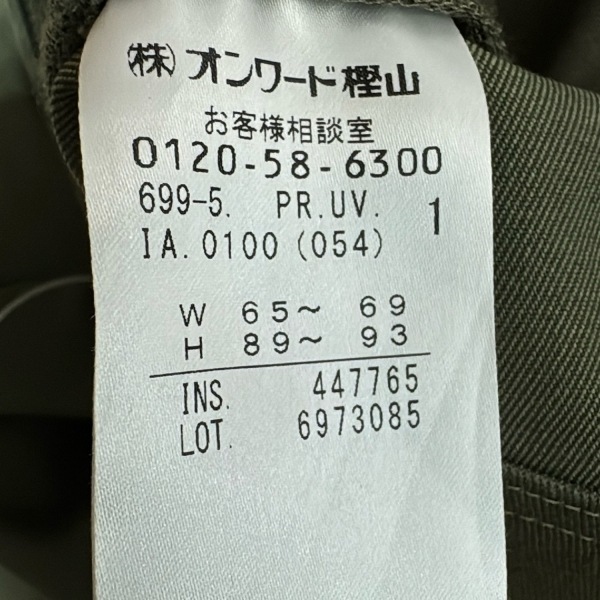 (株)オンワード樫山
お客様相談室
0120-58-6300
699-5. PR.UV. 1
IA.0100(054)
W 65～ 69
H 89～ 93
INS. 447765
LOT. 6973085